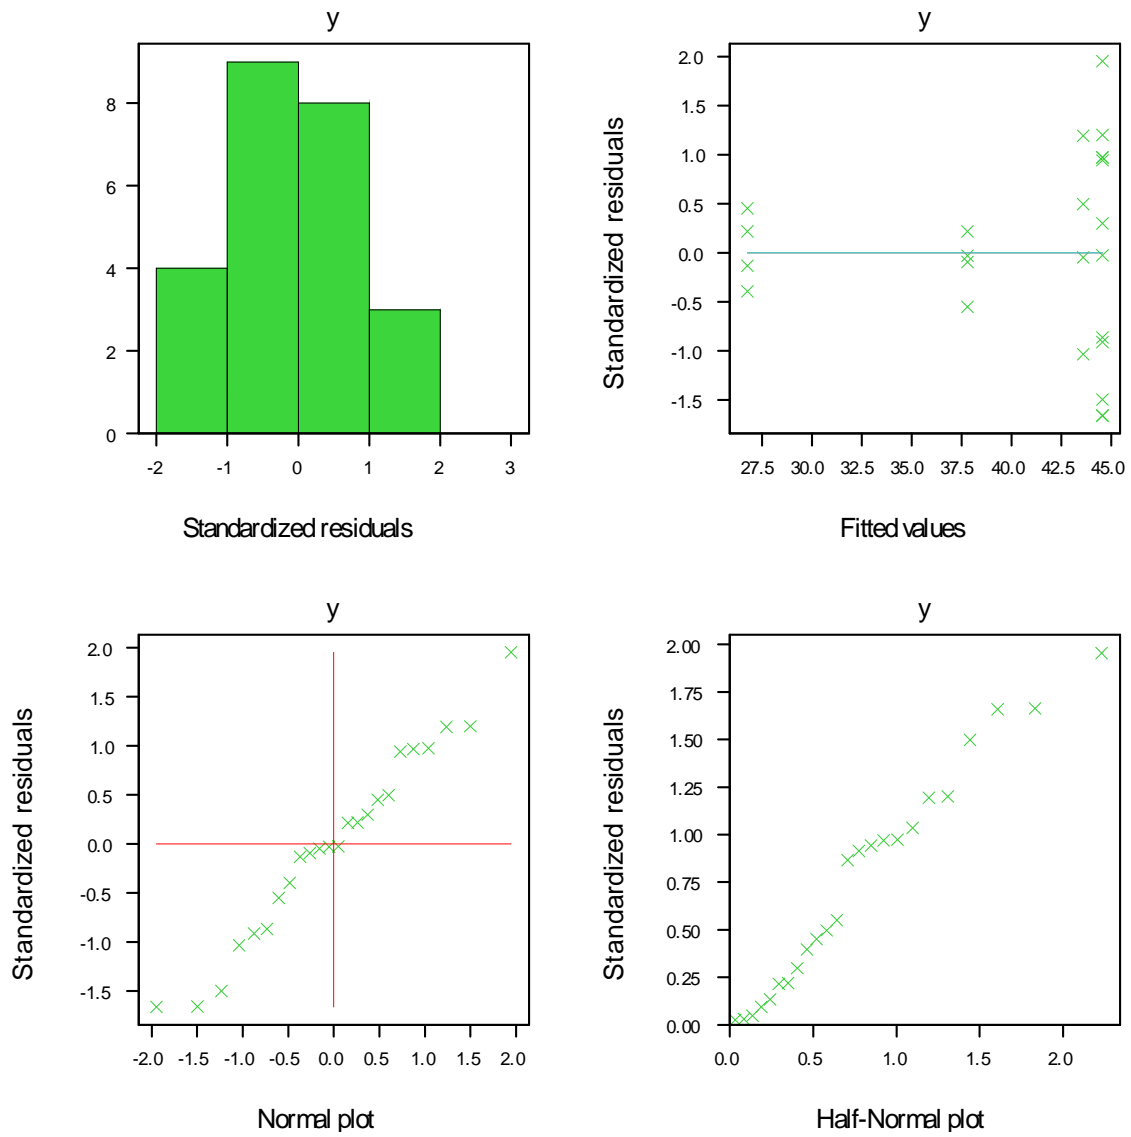 y
8
6
4
2
0
-2 -1 0 1 2 3
Standardized residuals
y
Standardized residuals
2.0
1.5
1.0
0.5
0.0
-0.5
-1.0
-1.5
27.5 30.0 32.5 35.0 37.5 40.0 42.5 45.0
Fitted values
y
Standardized residuals
2.0
1.5
1.0
0.5
0.0
-0.5
-1.0
-1.5
-2.0 -1.5 -1.0 -0.5 0.0 0.5 1.0 1.5 2.0
Normal plot
y
Standardized residuals
2.00
1.75
1.50
1.25
1.00
0.75
0.50
0.25
0.00
0.0 0.5 1.0 1.5 2.0
Half-Normal plot